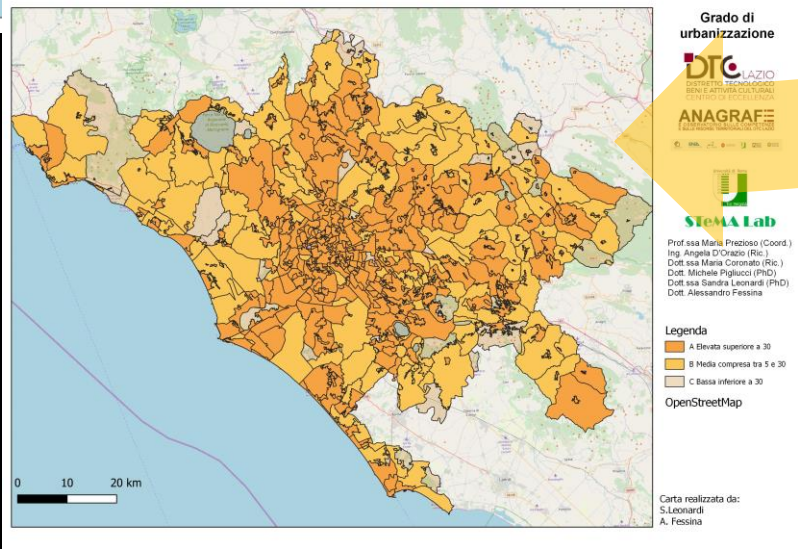 Grado di
urbanizzazione
DTC LAZIO
DISTRETTO TECNOLOGICO
BENI E ATTIVITÀ CULTURALI
CENTRO DI ECCELLENZA
ANAGRAFE
STeMA Lab
Prof.ssa Maria Prezioso (Coord.)
Ing. Angela D'Orazio (Ric.)
Dott.ssa Maria Coronato (Ric.)
Dott. Michele Pigliucci (PhD)
Dott.ssa Sandra Leonardi (PhD)
Dott. Alessandro Fessina
Legenda
A Elevata superiore a 30
B Media compresa tra 5 e 30
C Bassa inferiore a 30
OpenStreetMap
0 10 20 km
Carta realizzata da:
S.Leonardi
A. Fessina